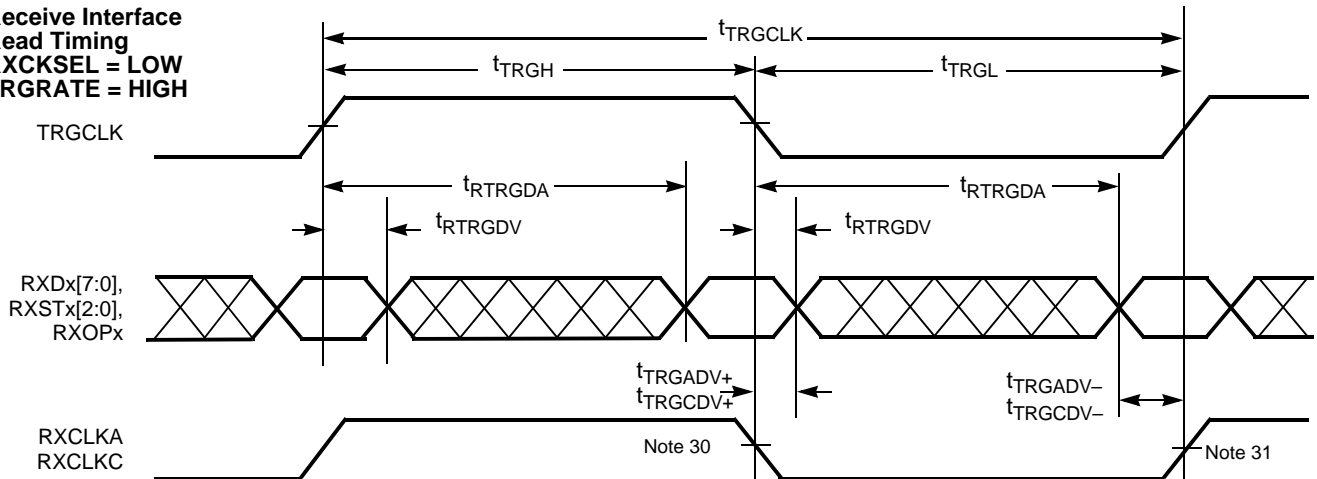 eceive Interface
ead Timing
XCKSEL = LOW
RGRATE = HIGH
tTRGCLK
tTRGH
tTRGL
TRGCLK
tRTRGDA
tRTRGDA
tRTRGDV
tRTRGDV
RXDx[7:0],
RXSTx[2:0],
RXOPx
tTRGADV+
tTRGCDV+
tTRGADV–
tTRGCDV–
RXCLKA
RXCLKC
Note 30
Note 31